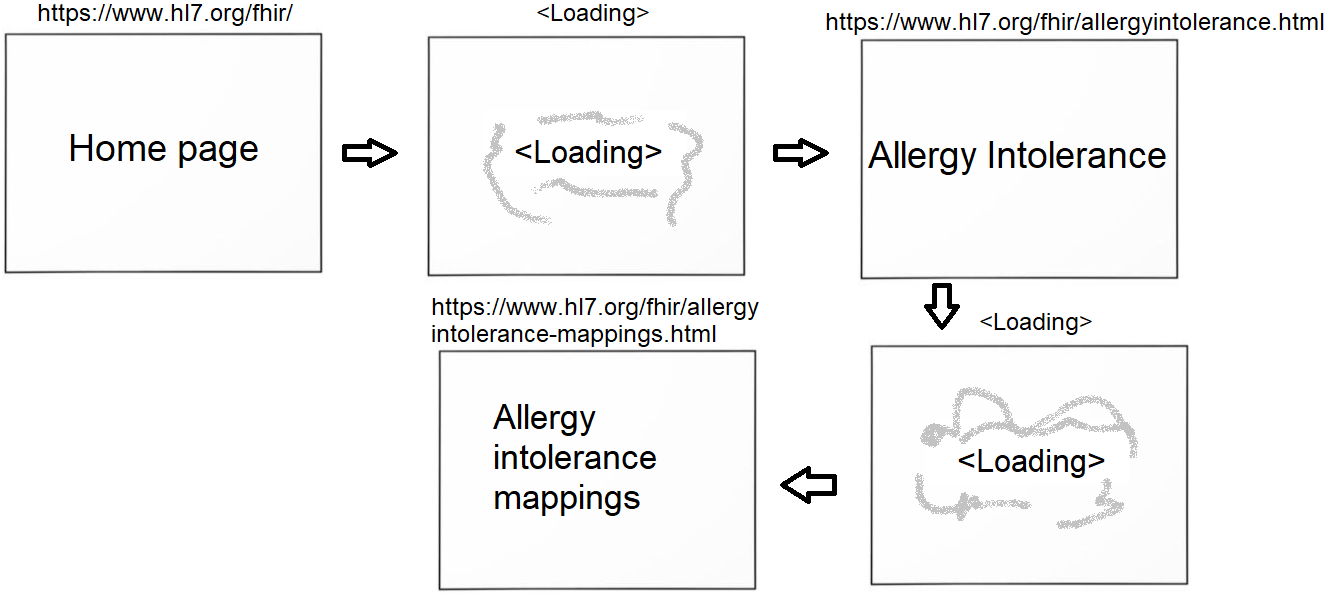 https://www.hl7.org/fhir/
Home page
<Loading>
<Loading>
https://www.hl7.org/fhir/allergyintolerance.html
Allergy Intolerance
<Loading>
<Loading>
https://www.hl7.org/fhir/allergy
intolerance-mappings.html
Allergy
intolerance
mappings